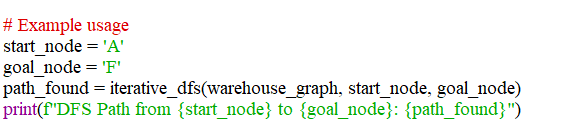 # Example usage
start_node = 'A'
goal_node = 'F'
path_found = iterative_dfs(warehouse_graph, start_node, goal_node)
print(f"DFS Path from {start_node} to {goal_node}: {path_found}")